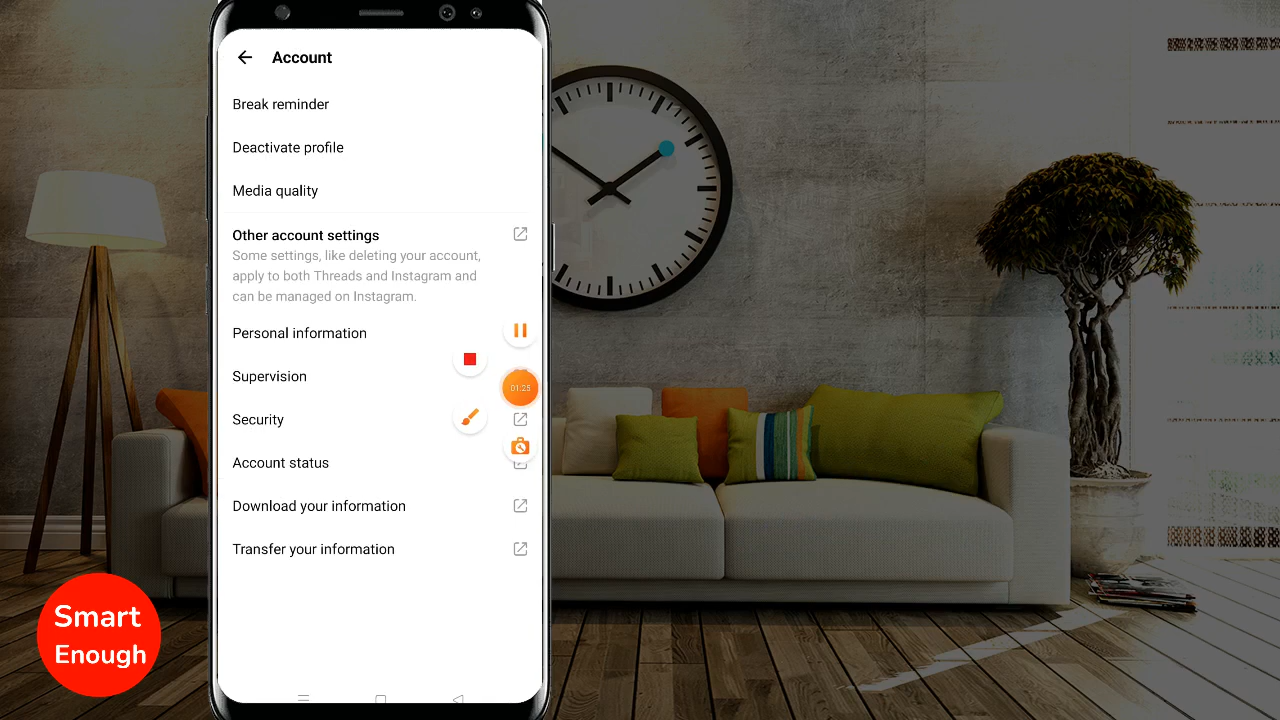 Account
Break reminder
Deactivate profile
Media quality
Other account settings
Some settings, like deleting your account,
apply to both Threads and Instagram and
can be managed on Instagram.
Personal information
Supervision
01:25
Security
Account status
Download your information
Transfer your information
Smart
Enough